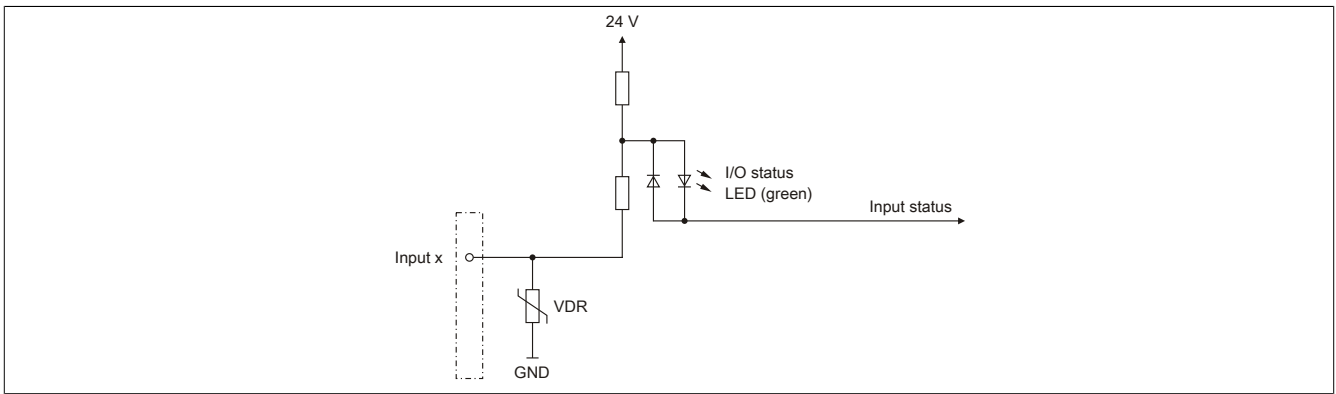 24 V
I/O status
LED (green)
Input status
Input x
VDR
GND